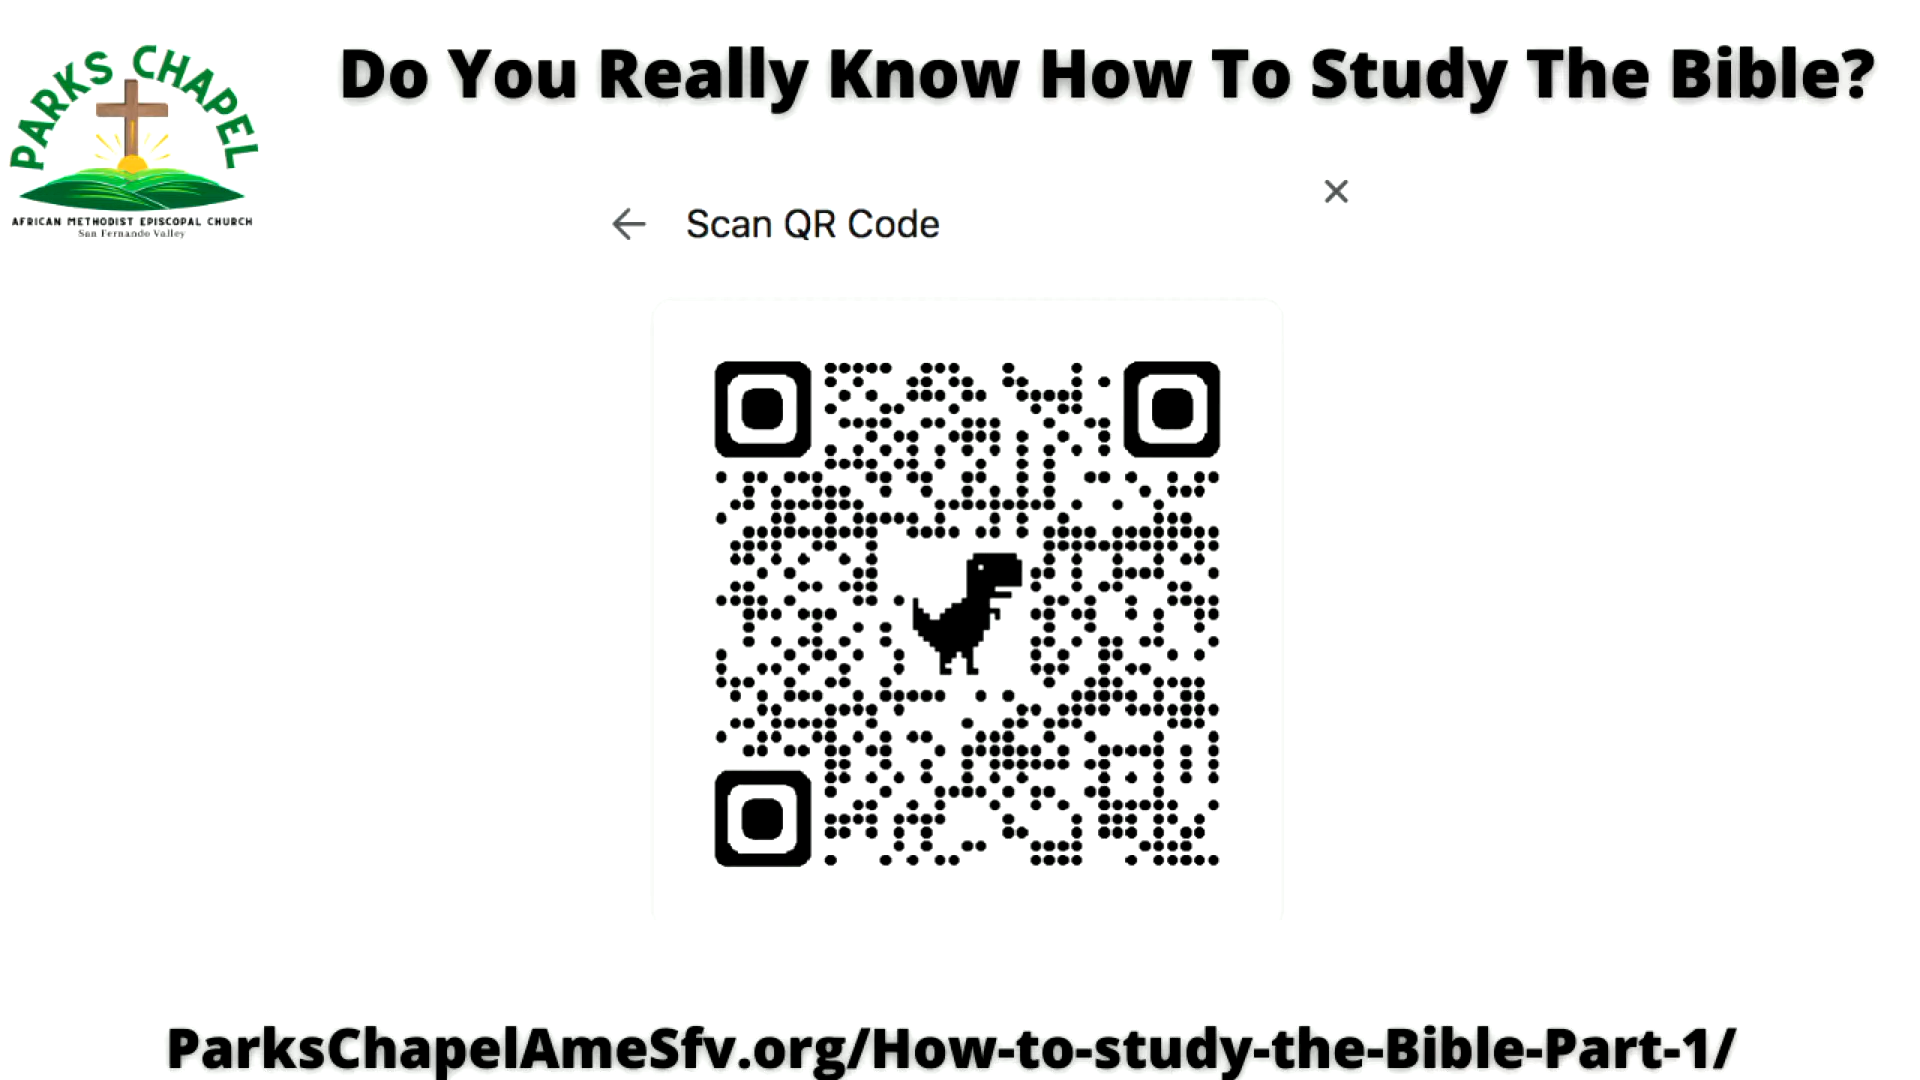 PARKS CHAPEL
AFRICAN METHODIST EPISCOPAL CHURCH
San Fernando Valley
Do You Really Know How To Study The Bible?
Scan QR Code
ParksChapelAmeSfv.org/How-to-study-the-Bible-Part-1/